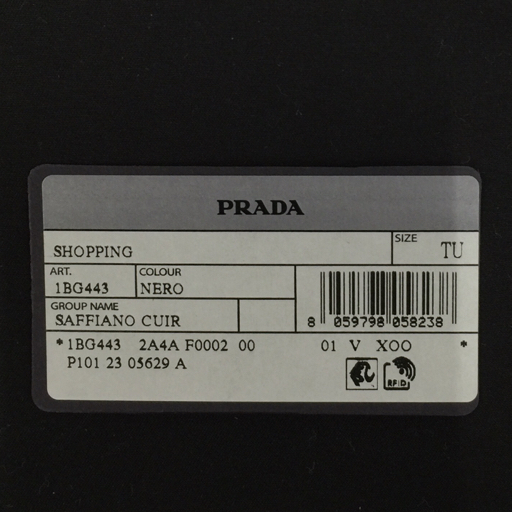 PRADA
SHOPPING
SIZE
TU
ART.
1BG443
COLOUR
NERO
GROUP NAME
SAFFIANO CUIR
8 059798 058238
*1BG443 2A4A F0002 00 01 V XOO *
P101 23 05629 A
RFiD